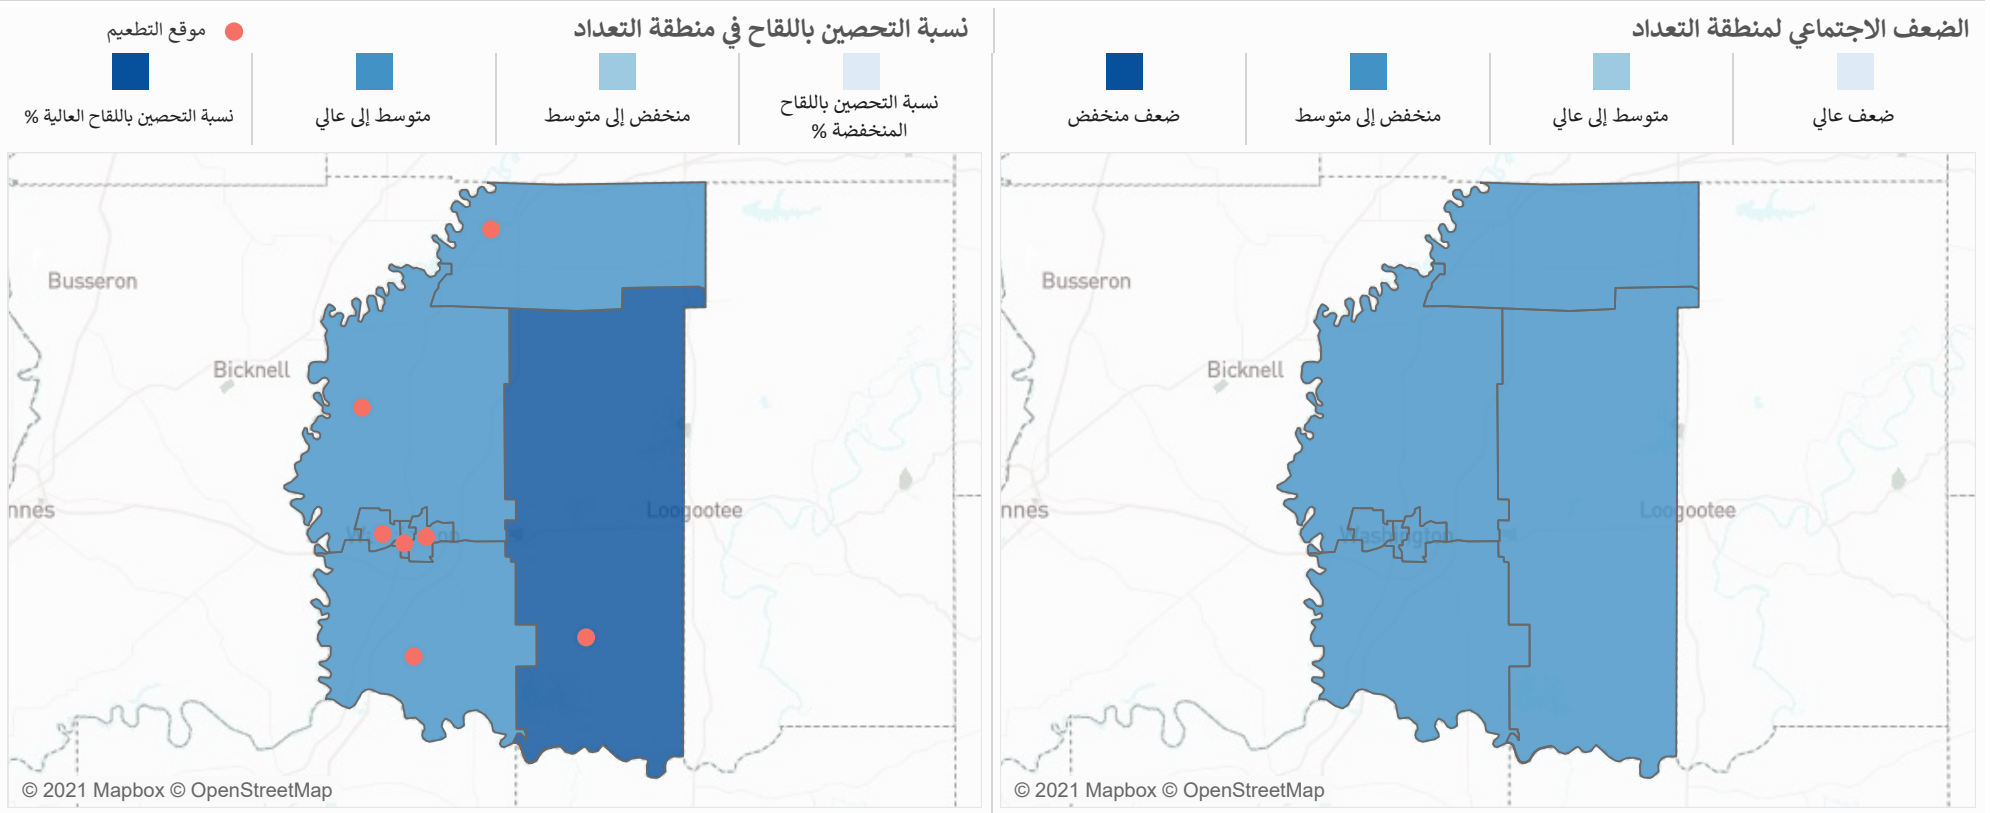 الضعف الاجتماعي لمنطقة التعداد
ضعف عالي
متوسط إلى عالي
منخفض إلى متوسط
ضعف منخفض
Busseron
Bicknell
nnes
Loogootee
Washington
© 2021 Mapbox © OpenStreetMap
نسبة التحصين باللقاح في منطقة التعداد
موقع التطعيم
نسبة التحصين باللقاح
المنخفضة %
منخفض إلى متوسط
متوسط إلى عالي
نسبة التحصين باللقاح العالية %
Busseron
Bicknell
nnes
Loogootee
© 2021 Mapbox © OpenStreetMap